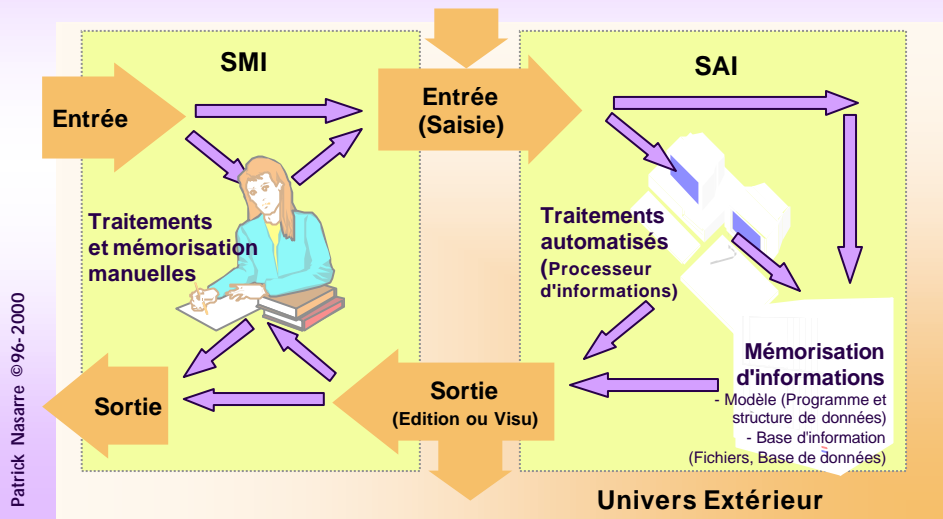 SMI
SAI
Entrée
Entrée
(Saisie)
Traitements
et mémorisation
manuelles
Traitements
automatisés
(Processeur
d'informations)
Mémorisation
d'informations
- Modèle (Programme et
structure de données)
- Base d'information
(Fichiers, Base de données)
Sortie
Sortie
(Edition ou Visu)
Univers Extérieur
Patrick Nasarre ©96-2000